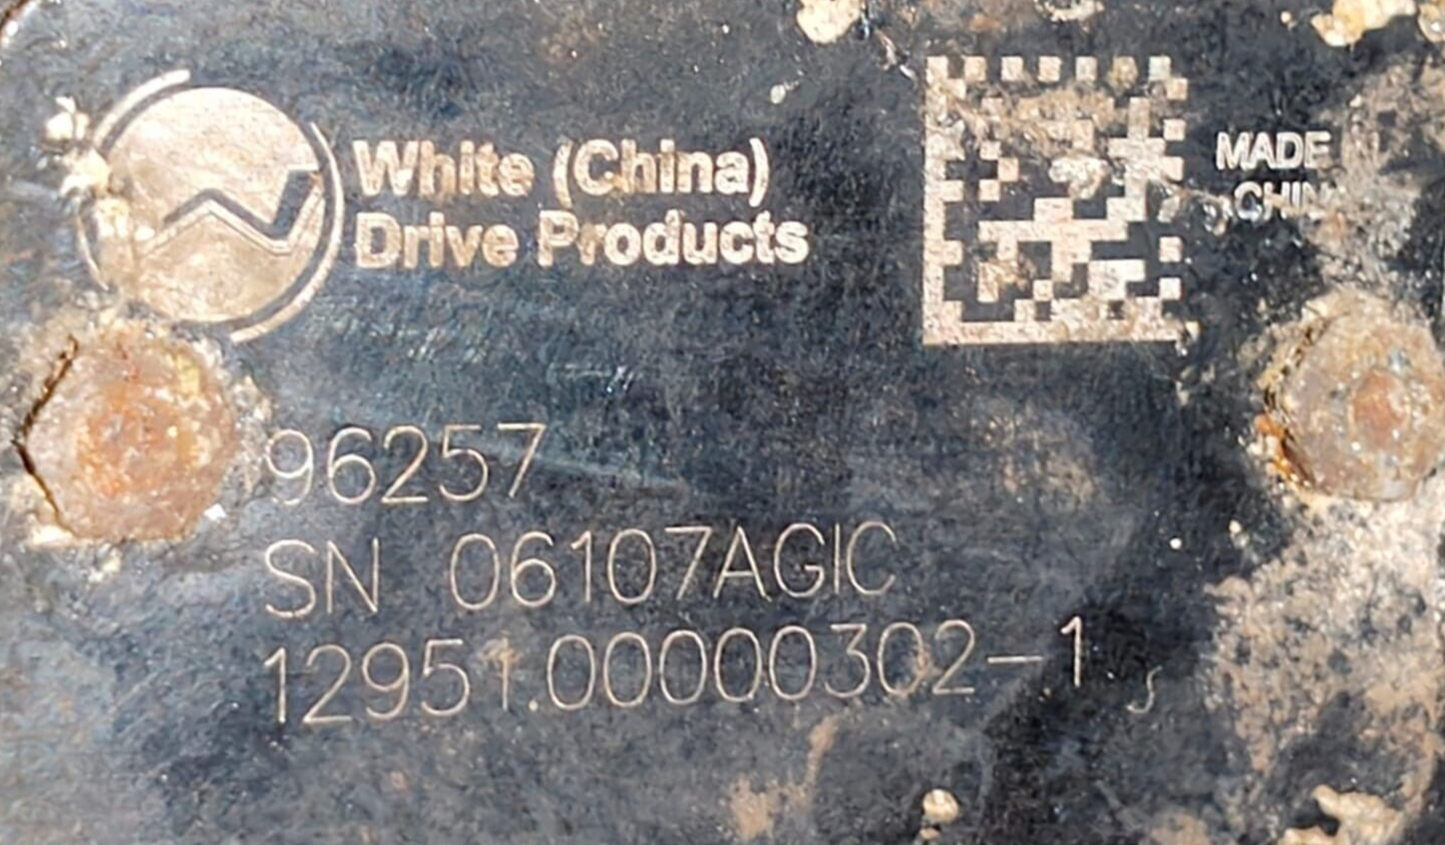 White (China)
Drive Products
MADE
96257
SN 06107AGIC
12951.00000302-1